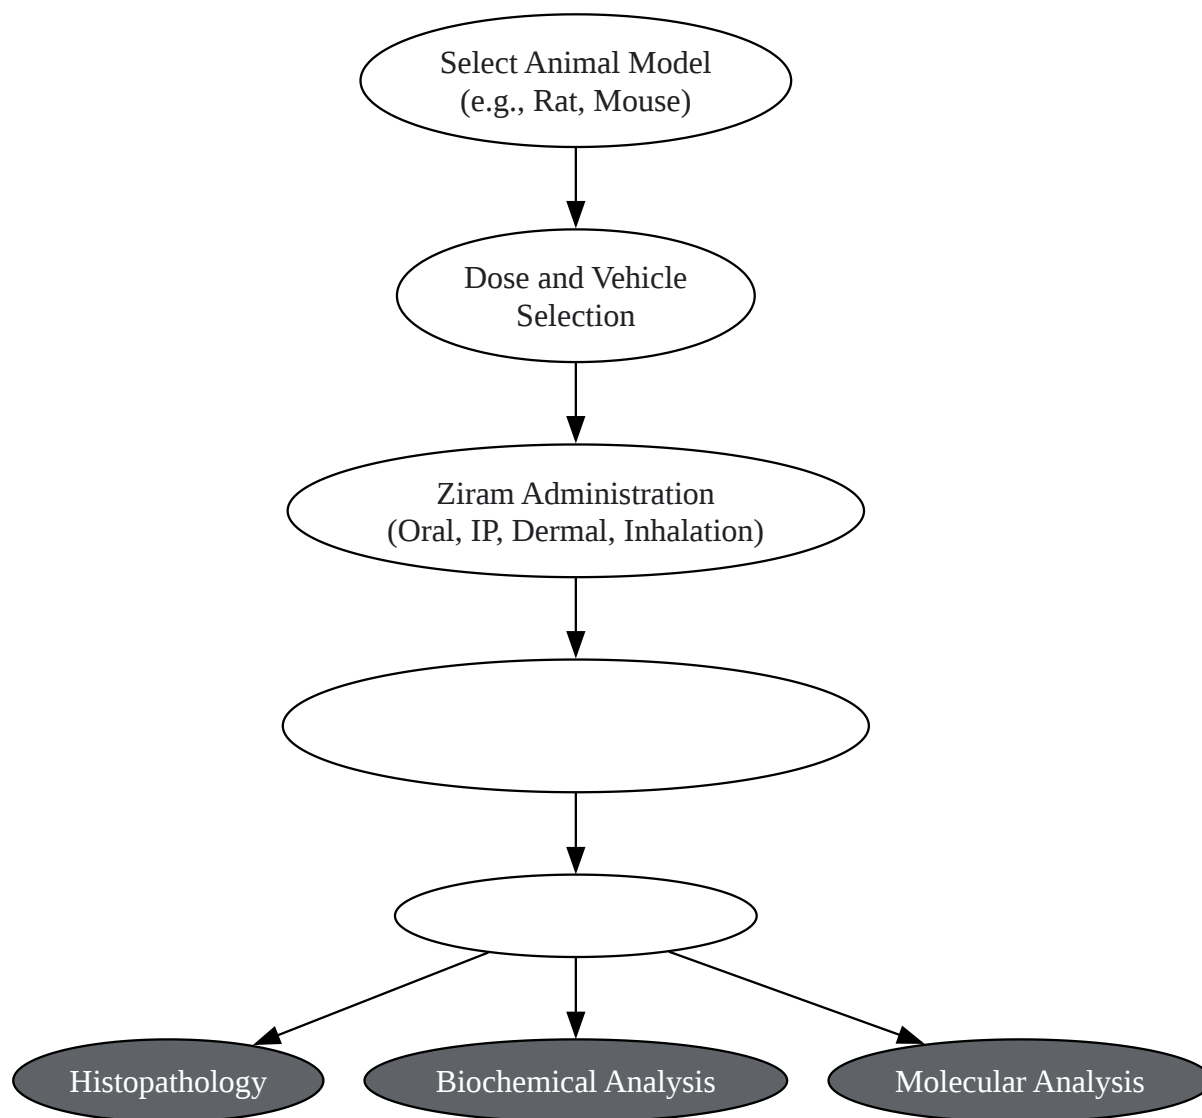 Select Animal Model
(e.g., Rat, Mouse)
Dose and Vehicle
Selection
Ziram Administration
(Oral, IP, Dermal, Inhalation)
Histopathology
Biochemical Analysis
Molecular Analysis